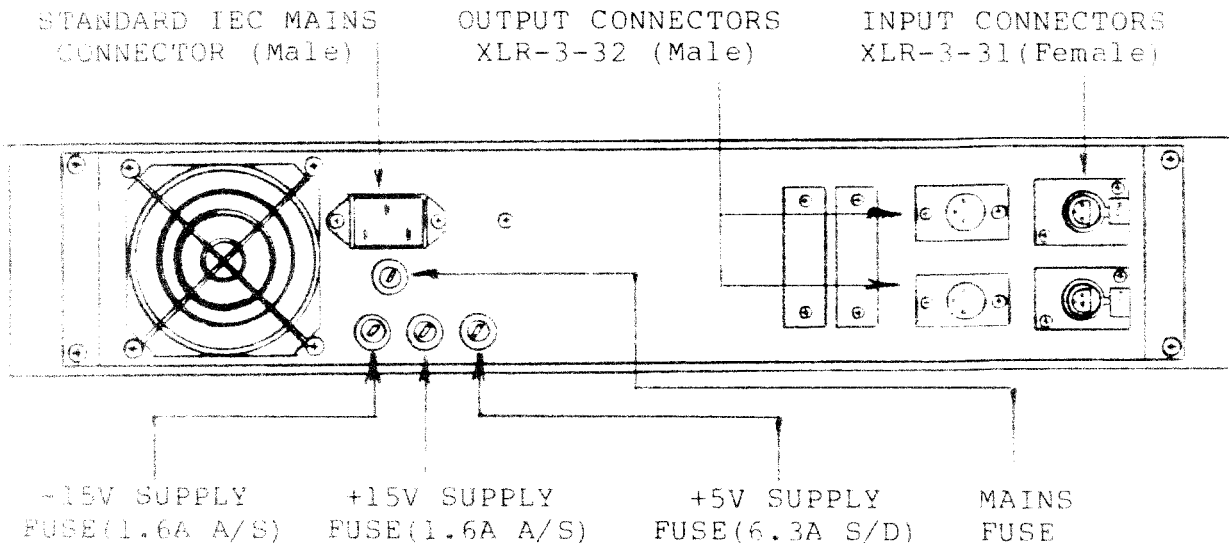 STANDARD IEC MAINS
CONNECTOR (Male)
OUTPUT CONNECTORS
XLR-3-32 (Male)
INPUT CONNECTORS
XLR-3-31(Female)
-15V SUPPLY
FUSE(1.6A A/S)
+15V SUPPLY
FUSE(1.6A A/S)
+5V SUPPLY
FUSE(6.3A S/D)
MAINS
FUSE